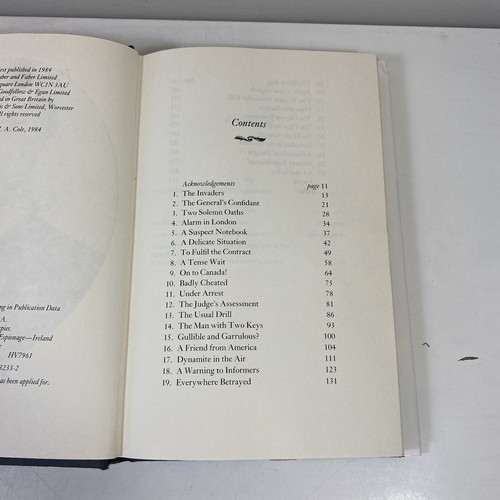 rst published in 1984
aber and Faber Limited
quare London WC1N 3AU
Goodfellow & Egan Limited
ed in Great Britain by
& Sons Limited, Worcester
ll rights reserved
A. Cole, 1984
ing in Publication Data
A.
pies.
Espionage—Ireland
HV7961
3233-2
as been applied for.
Contents
Acknowledgements page 11
1. The Invaders 13
2. The General's Confidant 21
3. Two Solemn Oaths 28
4. Alarm in London 34
5. A Suspect Notebook 37
6. A Delicate Situation 42
7. To Fulfil the Contract 49
8. A Tense Wait 58
9. On to Canada! 64
10. Badly Cheated 75
11. Under Arrest 78
12. The Judge's Assessment 81
13. The Usual Drill 86
14. The Man with Two Keys 93
15. Gullible and Garrulous? 100
16. A Friend from America 104
17. Dynamite in the Air 111
18. A Warning to Informers 123
19. Everywhere Betrayed 131